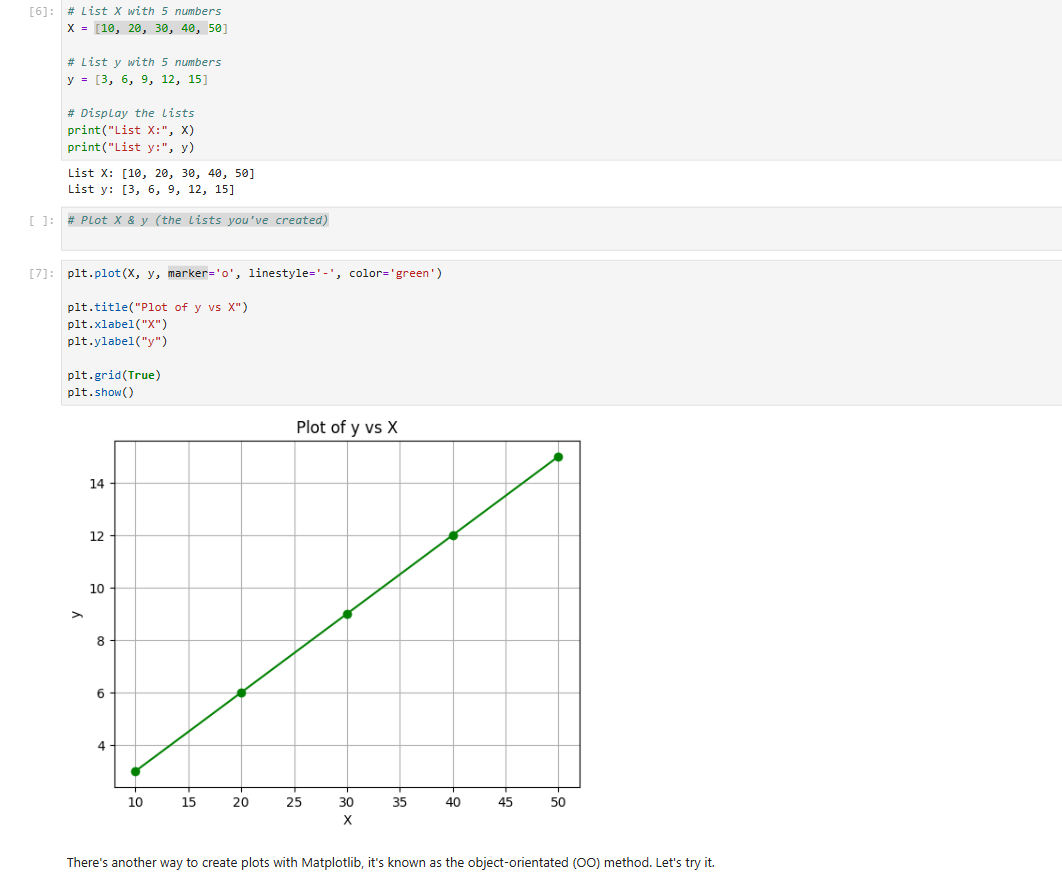 [6]: # List X with 5 numbers
X = [10, 20, 30, 40, 50]
# List y with 5 numbers
y = [3, 6, 9, 12, 15]
# Display the lists
print("List X:", X)
print("List y:", y)
List X: [10, 20, 30, 40, 50]
List y: [3, 6, 9, 12, 15]
[ ]: # Plot X & y (the lists you've created)
[7]: plt.plot(X, y, marker='o', linestyle='-', color='green')
plt.title("Plot of y vs X")
plt.xlabel("X")
plt.ylabel("y")
plt.grid(True)
plt.show()
Plot of y vs X
14
12
10
8
6
4
y
10 15 20 25 30 35 40 45 50
X
There's another way to create plots with Matplotlib, it's known as the object-orientated (OO) method. Let's try it.